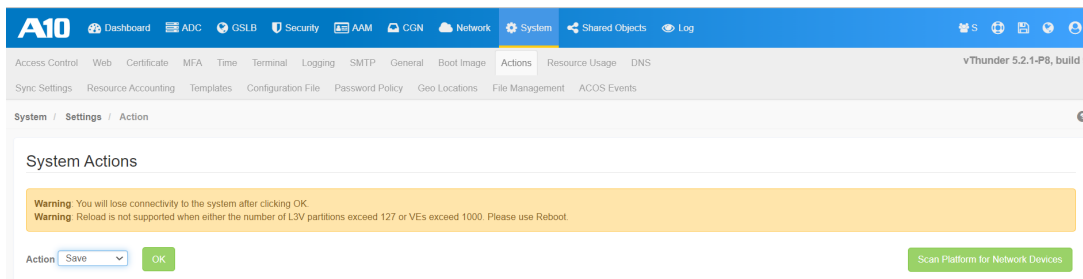 A10 Dashboard ADC GSLB Security AAM CGN Network System Shared Objects Log S
Access Control Web Certificate MFA Time Terminal Logging SMTP General Boot Image Actions Resource Usage DNS vThunder 5.2.1-P8, build
Sync Settings Resource Accounting Templates Configuration File Password Policy Geo Locations File Management ACOS Events
System / Settings / Action
System Actions
Warning: You will lose connectivity to the system after clicking OK.
Warning: Reload is not supported when either the number of L3V partitions exceed 127 or VEs exceed 1000. Please use Reboot.
Action Save OK Scan Platform for Network Devices